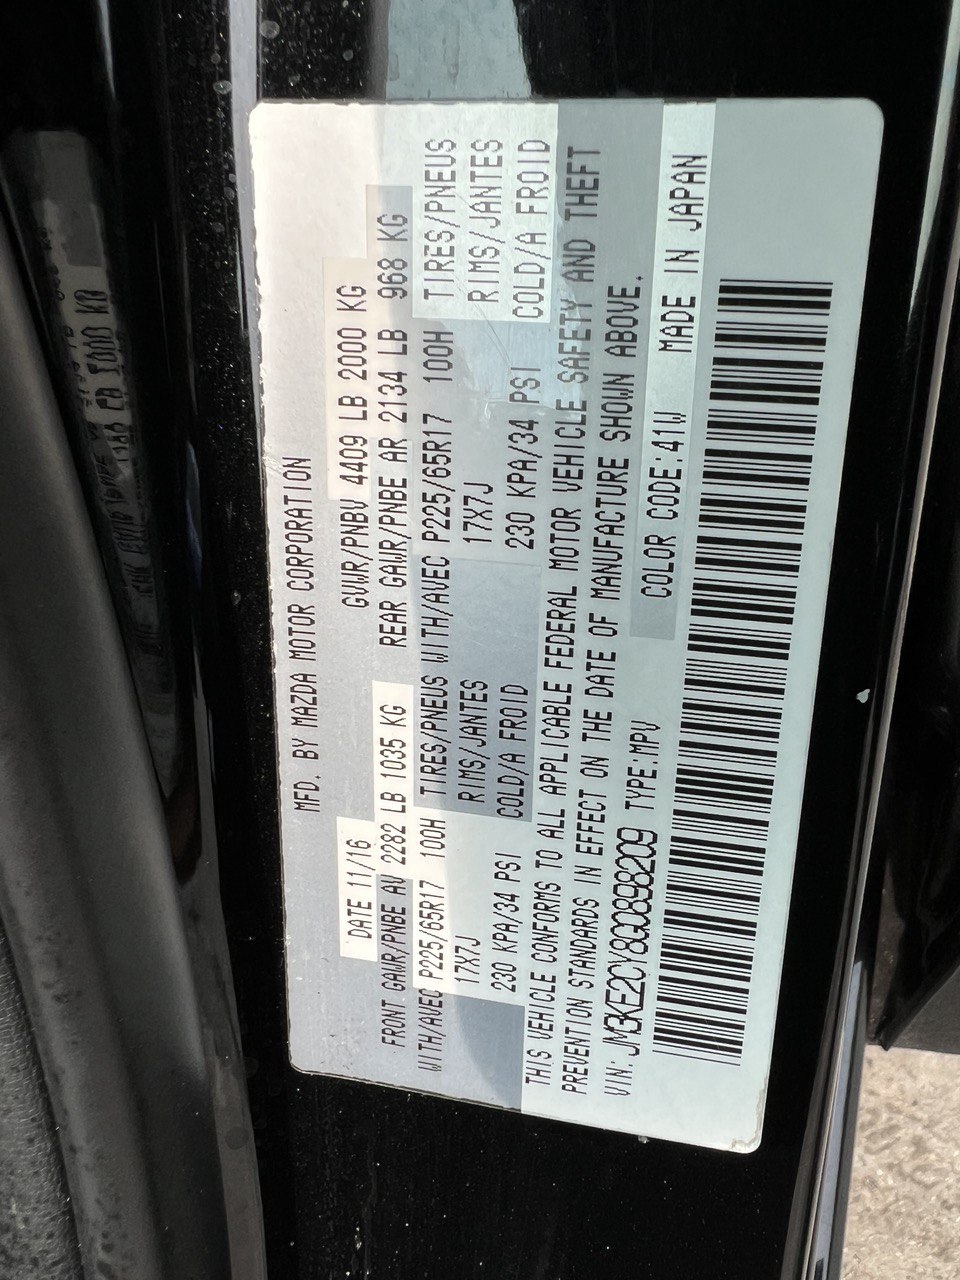 MFD. BY MAZDA MOTOR CORPORATION
DATE 11/16 GVWR/PNBV 4409 LB 2000 KG
FRONT GAWR/PNBE AV 2282 LB 1035 KG REAR GAWR/PNBE AR 2134 LB 968 KG
WITH/AVEC P225/65R17 100H TIRES/PNEUS WITH/AVEC P225/65R17 100H TIRES/PNEUS
17X7J RIMS/JANTES 17X7J RIMS/JANTES
230 KPA/34 PSI COLD/A FROID 230 KPA/34 PSI COLD/A FROID
THIS VEHICLE CONFORMS TO ALL APPLICABLE FEDERAL MOTOR VEHICLE SAFETY AND THEFT
PREVENTION STANDARDS IN EFFECT ON THE DATE OF MANUFACTURE SHOWN ABOVE.
VIN: JM3KE2CY8G0898209 TYPE:MPV COLOR CODE:41W MADE IN JAPAN